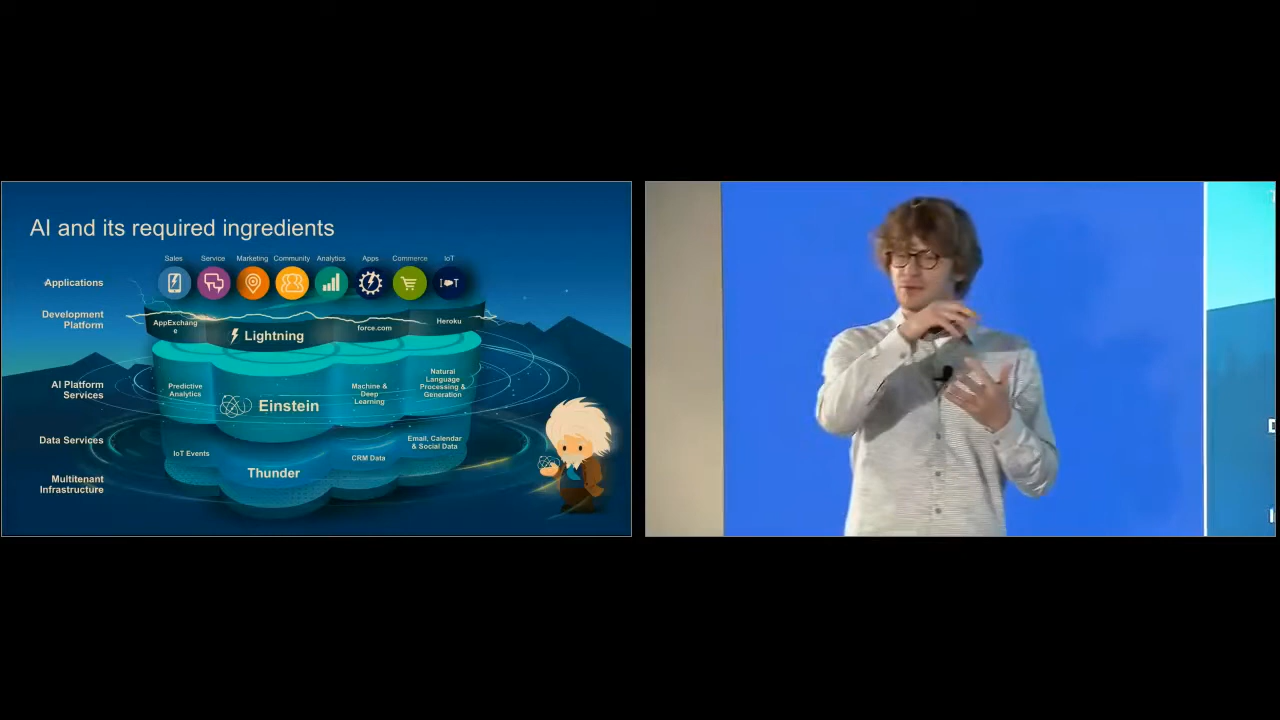 AI and its required ingredients
Sales Service Marketing Community Analytics Apps Commerce IoT
Applications
Development
Platform
AppExchang
e
Lightning
force.com
Heroku
AI Platform
Services
Predictive
Analytics
Einstein
Machine &
Deep
Learning
Natural
Language
Processing &
Generation
Data Services
IoT Events
Thunder
CRM Data
Email, Calendar
& Social Data
Multitenant
Infrastructure